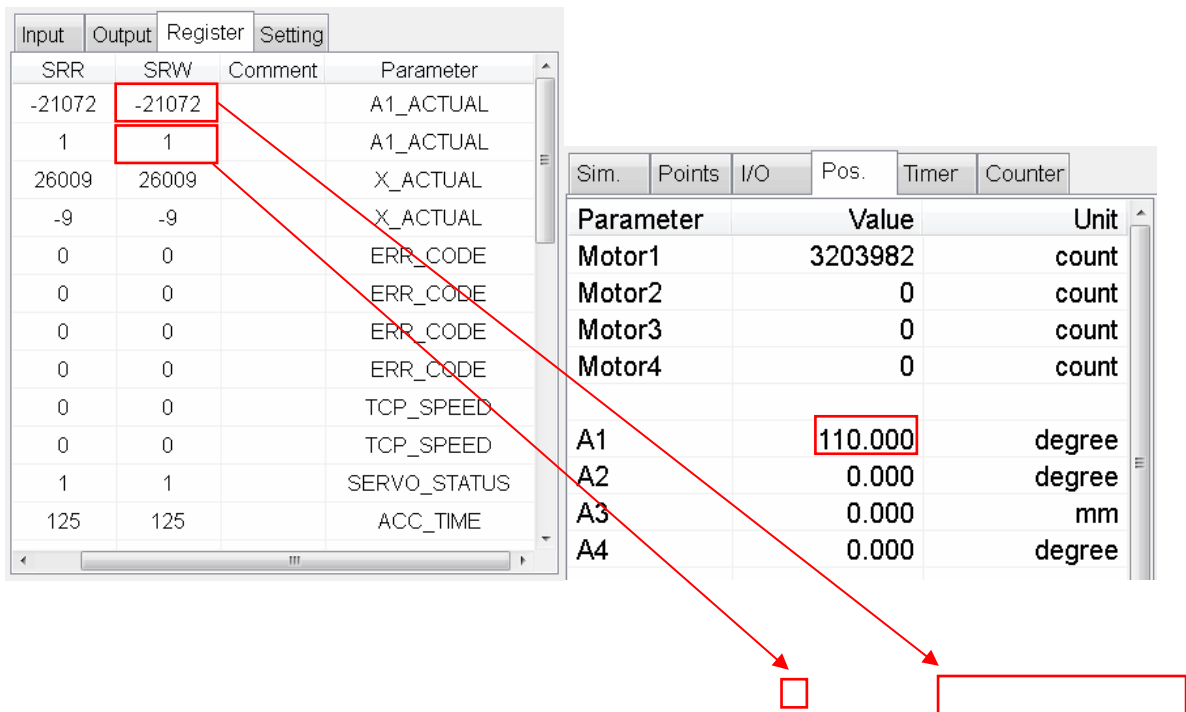 Input Output Register Setting
SRR SRW Comment Parameter
-21072 -21072 A1_ACTUAL
1 1 A1_ACTUAL
26009 26009 X_ACTUAL
-9 -9 X_ACTUAL
0 0 ERR_CODE
0 0 ERR_CODE
0 0 ERR_CODE
0 0 ERR_CODE
0 0 TCP_SPEED
0 0 TCP_SPEED
1 1 SERVO_STATUS
125 125 ACC_TIME
Sim. Points I/O Pos. Timer Counter
Parameter Value Unit
Motor1 3203982 count
Motor2 0 count
Motor3 0 count
Motor4 0 count
A1 110.000 degree
A2 0.000 degree
A3 0.000 mm
A4 0.000 degree